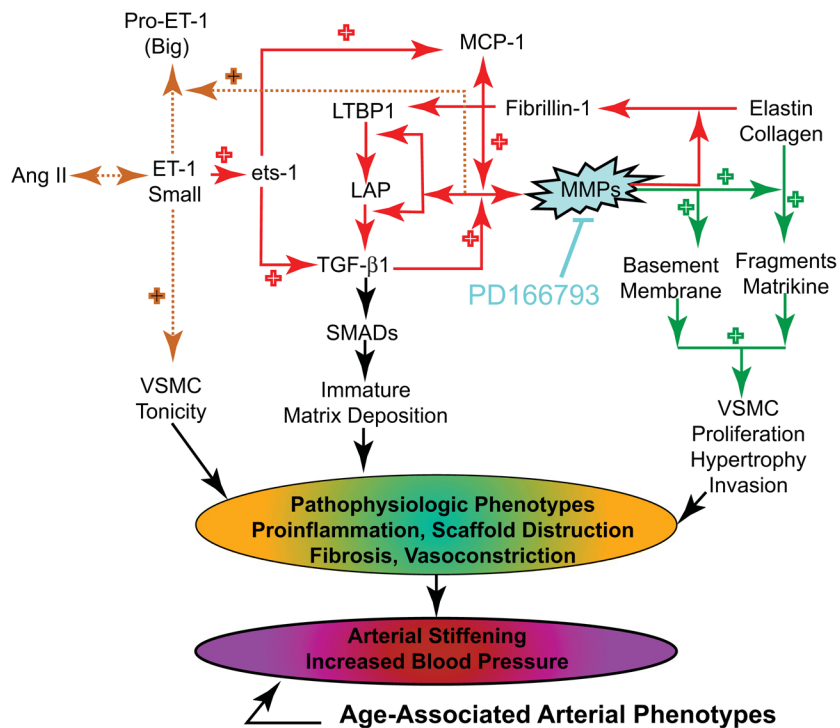 Pro-ET-1
(Big)
+
MCP-1
+
LTBP1
Fibrillin-1
Elastin
Collagen
+
+
Ang II
ET-1
Small
ets-1
LAP
MMPs
+
+
+
+
+
+
TGF-β1
PD166793
Basement
Membrane
Fragments
Matrikine
+
SMADs
+
VSMC
Tonicity
Immature
Matrix Deposition
VSMC
Proliferation
Hypertrophy
Invasion
Pathophysiologic Phenotypes
Proinflammation, Scaffold Distruction
Fibrosis, Vasoconstriction
Arterial Stiffening
Increased Blood Pressure
Age-Associated Arterial Phenotypes